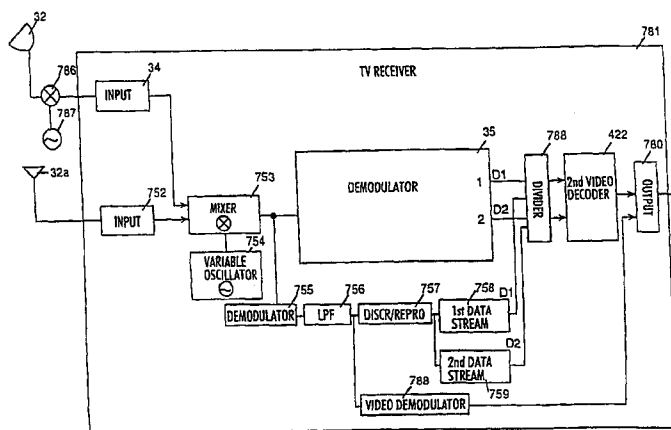 32
781
786
34
TV RECEIVER
INPUT
787
35
788
422
780
32a
753
D1
1
DEMODULATOR
DIVIDER
2nd VIDEO
DECODER
OUTPUT
752
MIXER
D2
2
INPUT
754
VARIABLE
OSCILLATOR
755
756
757
758
D1
DEMODULATOR
LPF
DISCR/REPRO
1st DATA
STREAM
D2
2nd DATA
STREAM
788
759
VIDEO DEMODULATOR